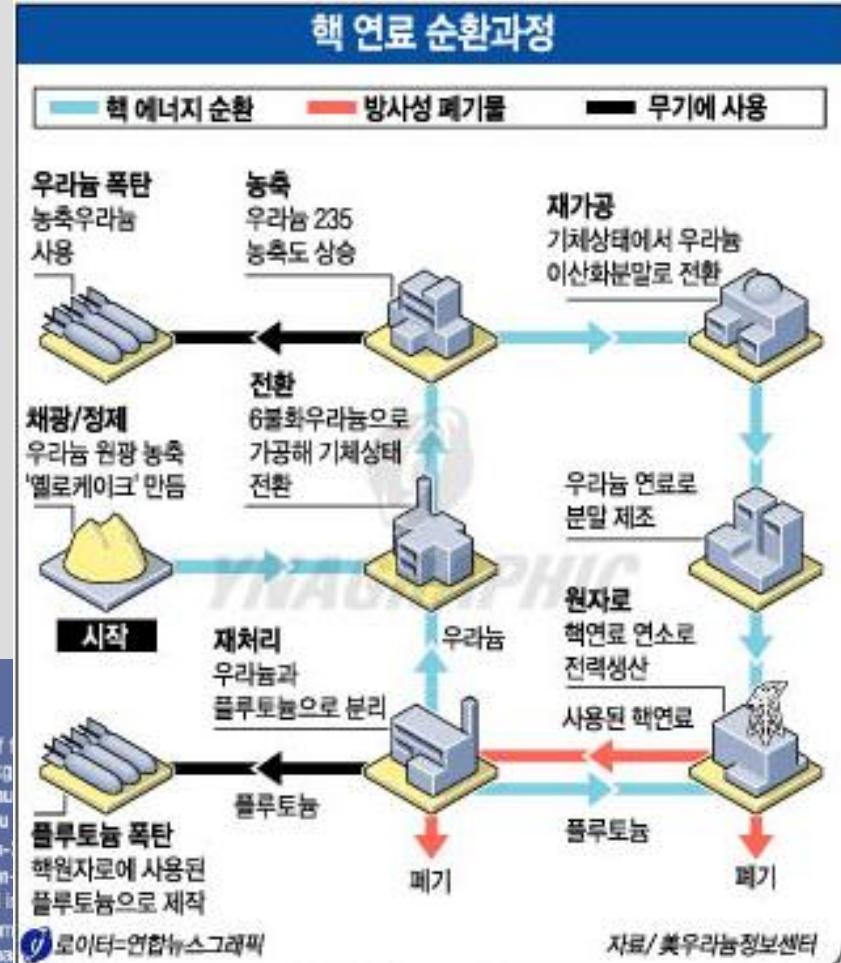 핵 연료 순환과정
핵 에너지 순환
방사성 폐기물
무기에 사용
우라늄 폭탄
농축우라늄
사용
농축
우라늄 235
농축도 상승
재가공
기체상태에서 우라늄
이산화분말로 전환
채광/정제
우라늄 원광 농축
'옐로케이크' 만듬
시작
전환
6불화우라늄으로
가공해 기체상태
전환
우라늄 연료로
분말 제조
YNAGRAPHIC
재처리
우라늄과
플루토늄으로 분리
우라늄
원자로
핵연료 연소로
전력생산
사용된 핵연료
플루토늄
플루토늄
플루토늄 폭탄
핵원자로에 사용된
플루토늄으로 제작
폐기
폐기
로이터=연합뉴스그래픽
자료/ 美우라늄정보센터